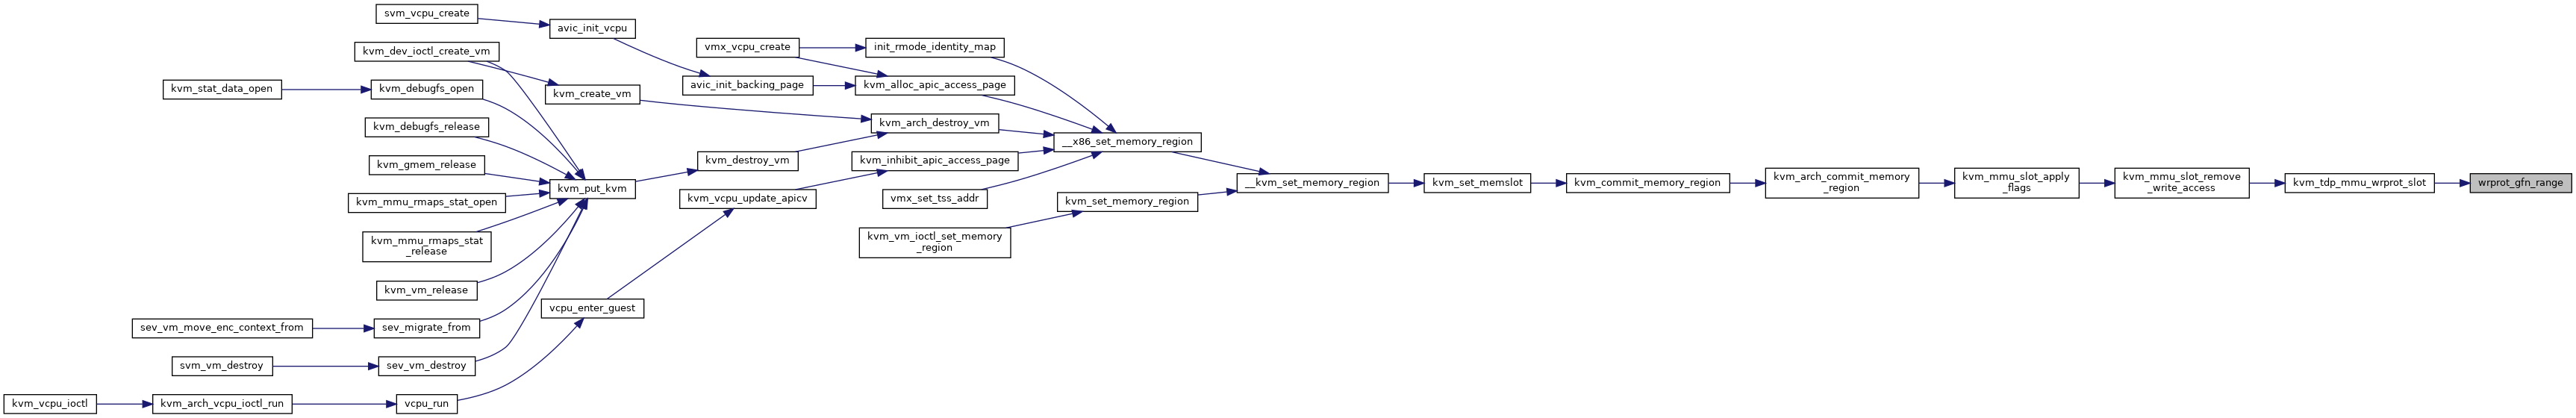 svm_vcpu_create
avic_init_vcpu
kvm_dev_ioctl_create_vm
vmx_vcpu_create
init_rmode_identity_map
kvm_stat_data_open
kvm_debugfs_open
kvm_create_vm
avic_init_backing_page
kvm_alloc_apic_access_page
kvm_debugfs_release
kvm_arch_destroy_vm
__x86_set_memory_region
kvm_gmem_release
kvm_destroy_vm
kvm_inhibit_apic_access_page
kvm_put_kvm
kvm_mmu_rmaps_stat_open
kvm_vcpu_update_apicv
vmx_set_tss_addr
kvm_set_memory_region
__kvm_set_memory_region
kvm_set_memslot
kvm_commit_memory_region
kvm_arch_commit_memory
_region
kvm_mmu_slot_apply
_flags
kvm_mmu_slot_remove
_write_access
kvm_tdp_mmu_wrprot_slot
wrprot_gfn_range
kvm_mmu_rmaps_stat
_release
kvm_vm_ioctl_set_memory
_region
kvm_vm_release
vcpu_enter_guest
sev_vm_move_enc_context_from
sev_migrate_from
svm_vm_destroy
sev_vm_destroy
kvm_vcpu_ioctl
kvm_arch_vcpu_ioctl_run
vcpu_run